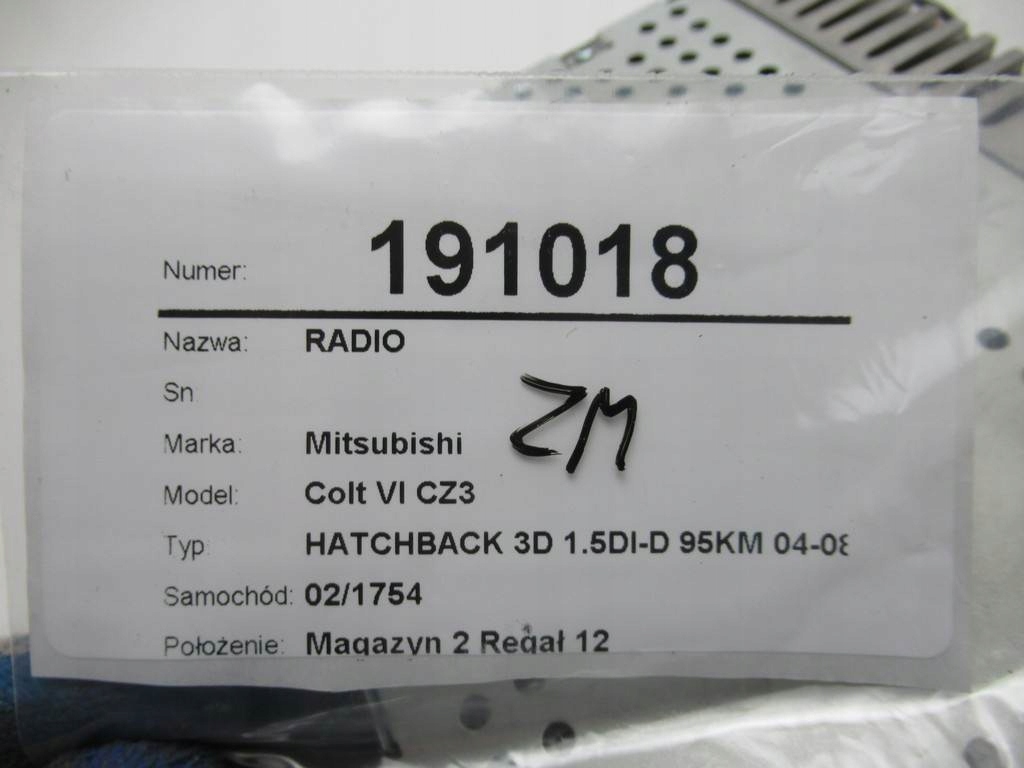 Numer: 191018
Nazwa: RADIO
Sn:
ZM
Marka: Mitsubishi
Model: Colt VI CZ3
Typ: HATCHBACK 3D 1.5DI-D 95KM 04-08
Samochód: 02/1754
Położenie: Magazyn 2 Regał 12